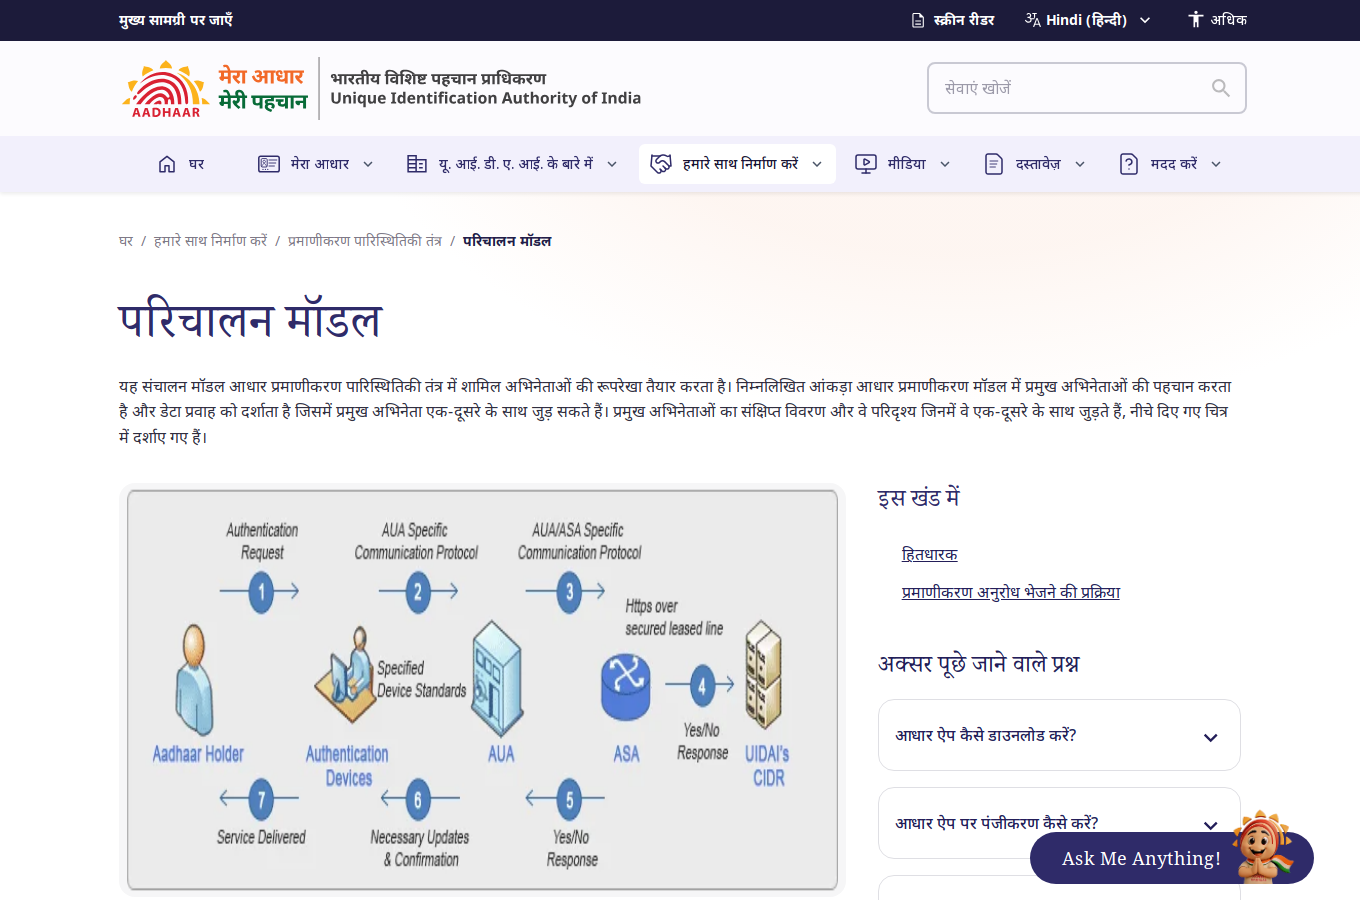 मुख्य सामग्री पर जाएँ
स्क्रीन रीडर
Hindi (हिन्दी)
अधिक
AADHAAR
मेरा आधार
मेरी पहचान
भारतीय विशिष्ट पहचान प्राधिकरण
Unique Identification Authority of India
सेवाएं खोजें
घर
मेरा आधार
यू. आई. डी. ए. आई. के बारे में
हमारे साथ निर्माण करें
मीडिया
दस्तावेज़
मदद करें
घर / हमारे साथ निर्माण करें / प्रमाणीकरण पारिस्थितिकी तंत्र / परिचालन मॉडल
परिचालन मॉडल
यह संचालन मॉडल आधार प्रमाणीकरण पारिस्थितिकी तंत्र में शामिल अभिनेताओं की रूपरेखा तैयार करता है। निम्नलिखित आंकड़ा आधार प्रमाणीकरण मॉडल में प्रमुख अभिनेताओं की पहचान करता
है और डेटा प्रवाह को दर्शाता है जिसमें प्रमुख अभिनेता एक-दूसरे के साथ जुड़ सकते हैं। प्रमुख अभिनेताओं का संक्षिप्त विवरण और वे परिदृश्य जिनमें वे एक-दूसरे के साथ जुड़ते हैं, नीचे दिए गए चित्र
में दर्शाए गए हैं।
Authentication
Request
AUA Specific
Communication Protocol
AUA/ASA Specific
Communication Protocol
1
2
3
Https over
secured leased line
Specified
Device Standards
4
Yes/No
Response
Aadhaar Holder
Authentication
Devices
AUA
ASA
UIDAI's
CIDR
7
6
5
Service Delivered
Necessary Updates
& Confirmation
Yes/No
Response
इस खंड में
हितधारक
प्रमाणीकरण अनुरोध भेजने की प्रक्रिया
अक्सर पूछे जाने वाले प्रश्न
आधार ऐप कैसे डाउनलोड करें?
आधार ऐप पर पंजीकरण कैसे करें?
Ask Me Anything!